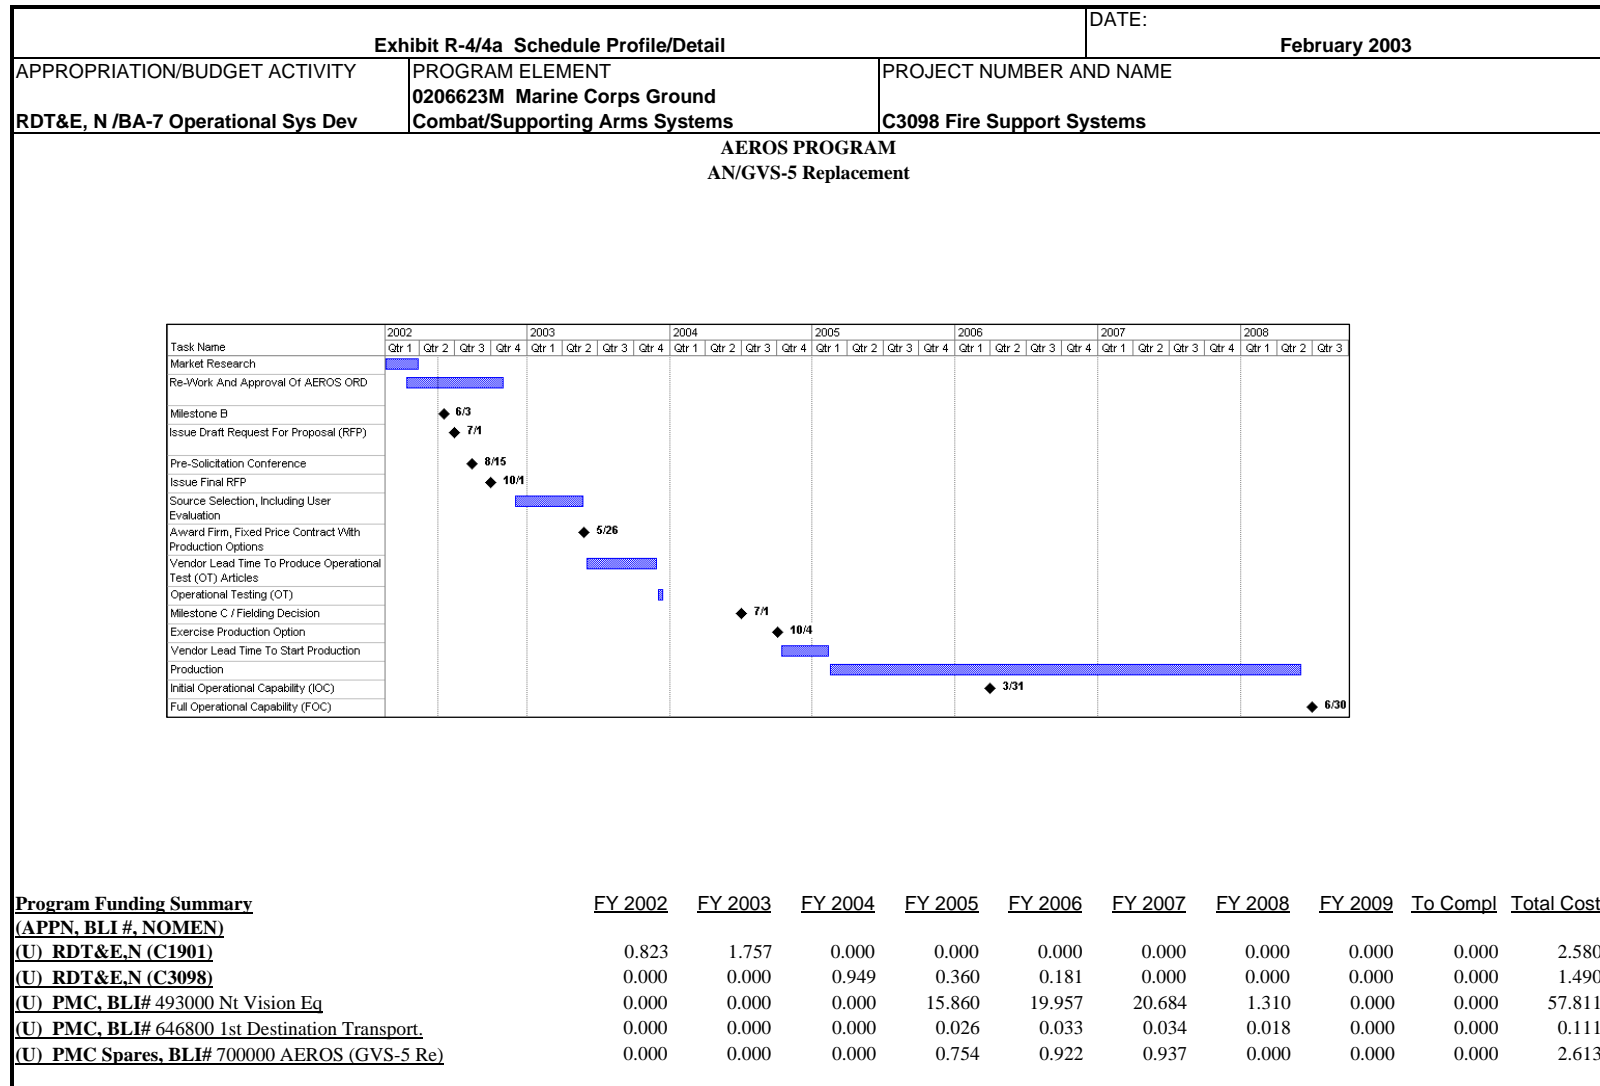 DATE:
Exhibit R-4/4a Schedule Profile/Detail
February 2003
APPROPRIATION/BUDGET ACTIVITY
PROGRAM ELEMENT
PROJECT NUMBER AND NAME
0206623M Marine Corps Ground
RDT&E, N /BA-7 Operational Sys Dev
Combat/Supporting Arms Systems
C3098 Fire Support Systems
AEROS PROGRAM
AN/GVS-5 Replacement
2002 2003 2004 2005 2006 2007 2008
Task Name Qtr 1 Qtr 2 Qtr 3 Qtr 4 Qtr 1 Qtr 2 Qtr 3 Qtr 4 Qtr 1 Qtr 2 Qtr 3 Qtr 4 Qtr 1 Qtr 2 Qtr 3 Qtr 4 Qtr 1 Qtr 2 Qtr 3 Qtr 4 Qtr 1 Qtr 2 Qtr 3 Qtr 4 Qtr 1 Qtr 2 Qtr 3
Market Research
Re-Work And Approval Of AEROS ORD
Milestone B 6/3
Issue Draft Request For Proposal (RFP) 7/1
Pre-Solicitation Conference 8/15
Issue Final RFP 10/1
Source Selection, Including User
Evaluation
Award Firm, Fixed Price Contract With 5/26
Production Options
Vendor Lead Time To Produce Operational
Test (OT) Articles
Operational Testing (OT)
Milestone C / Fielding Decision 7/1
Exercise Production Option 10/4
Vendor Lead Time To Start Production
Production
Initial Operational Capability (IOC) 3/31
Full Operational Capability (FOC) 6/30
Program Funding Summary FY 2002 FY 2003 FY 2004 FY 2005 FY 2006 FY 2007 FY 2008 FY 2009 To Compl Total Cost
(APPN, BLI #, NOMEN)
(U) RDT&E,N (C1901) 0.823 1.757 0.000 0.000 0.000 0.000 0.000 0.000 0.000 2.580
(U) RDT&E,N (C3098) 0.000 0.000 0.949 0.360 0.181 0.000 0.000 0.000 0.000 1.490
(U) PMC, BLI# 493000 Nt Vision Eq 0.000 0.000 0.000 15.860 19.957 20.684 1.310 0.000 0.000 57.811
(U) PMC, BLI# 646800 1st Destination Transport. 0.000 0.000 0.000 0.026 0.033 0.034 0.018 0.000 0.000 0.111
(U) PMC Spares, BLI# 700000 AEROS (GVS-5 Re) 0.000 0.000 0.000 0.754 0.922 0.937 0.000 0.000 0.000 2.613